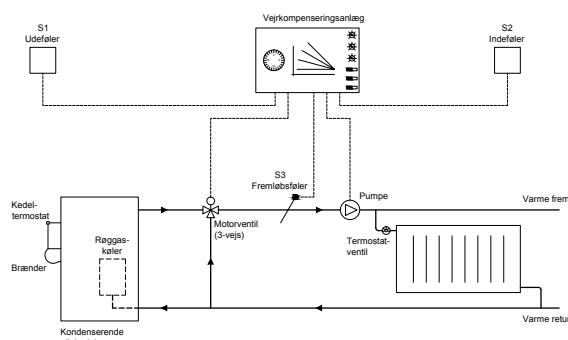 Vejrkompenseringsanlæg
S1
Udeføler
S2
Indeføler
S3
Fremløbsføler
Pumpe
Varme frem
Kedel-
termostat
Motorventil
(3-vejs)
Termostat-
ventil
Røggas-
køler
Brænder
Varme retur
Kondenserende